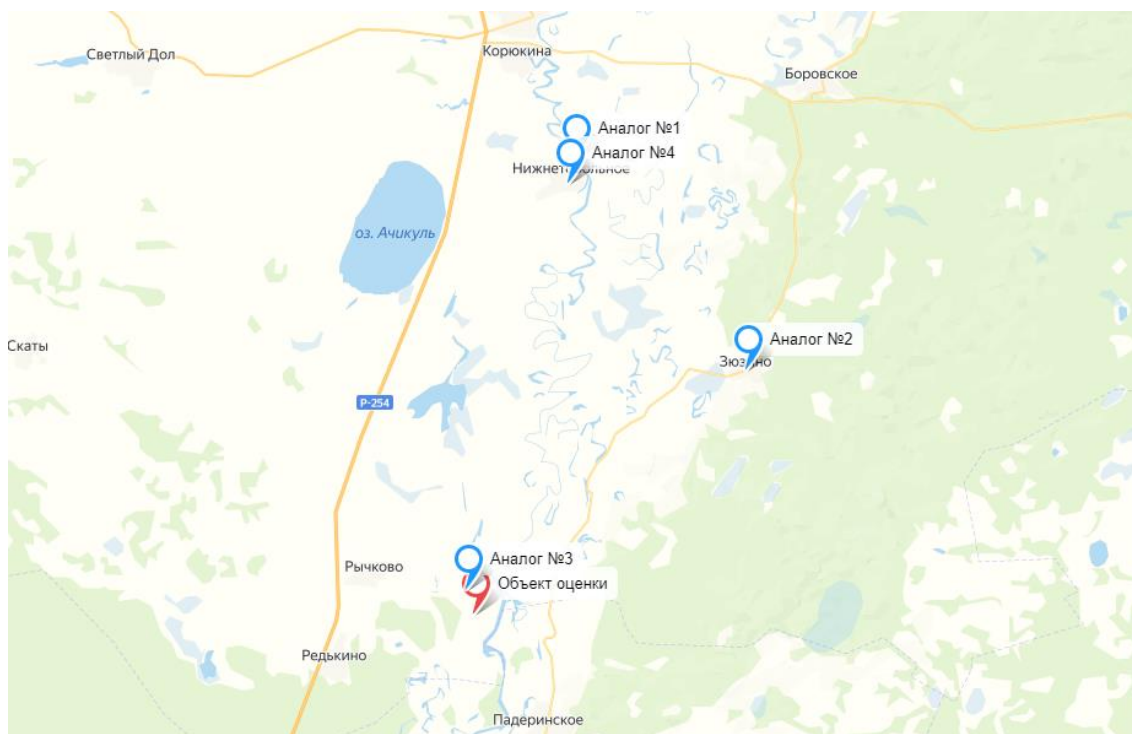 Светлый Дол
Корюкина
Боровское
Аналог №1
Аналог №4
оз. Ачикуль
Аналог №2
Скаты
Р-254
Аналог №3
Рычково
Объект оценки
Редькино
Падеринское